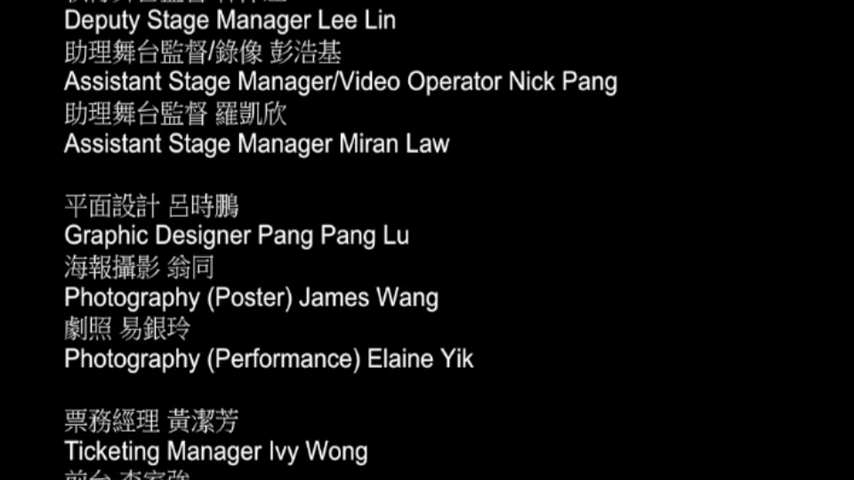 Deputy Stage Manager Lee Lin
助理舞台監督/錄像 彭浩基
Assistant Stage Manager/Video Operator Nick Pang
助理舞台監督 羅凱欣
Assistant Stage Manager Miran Law
平面設計 呂時鵬
Graphic Designer Pang Pang Lu
海報攝影 翁同
Photography (Poster) James Wang
劇照 易銀玲
Photography (Performance) Elaine Yik
票務經理 黃潔芳
Ticketing Manager Ivy Wong